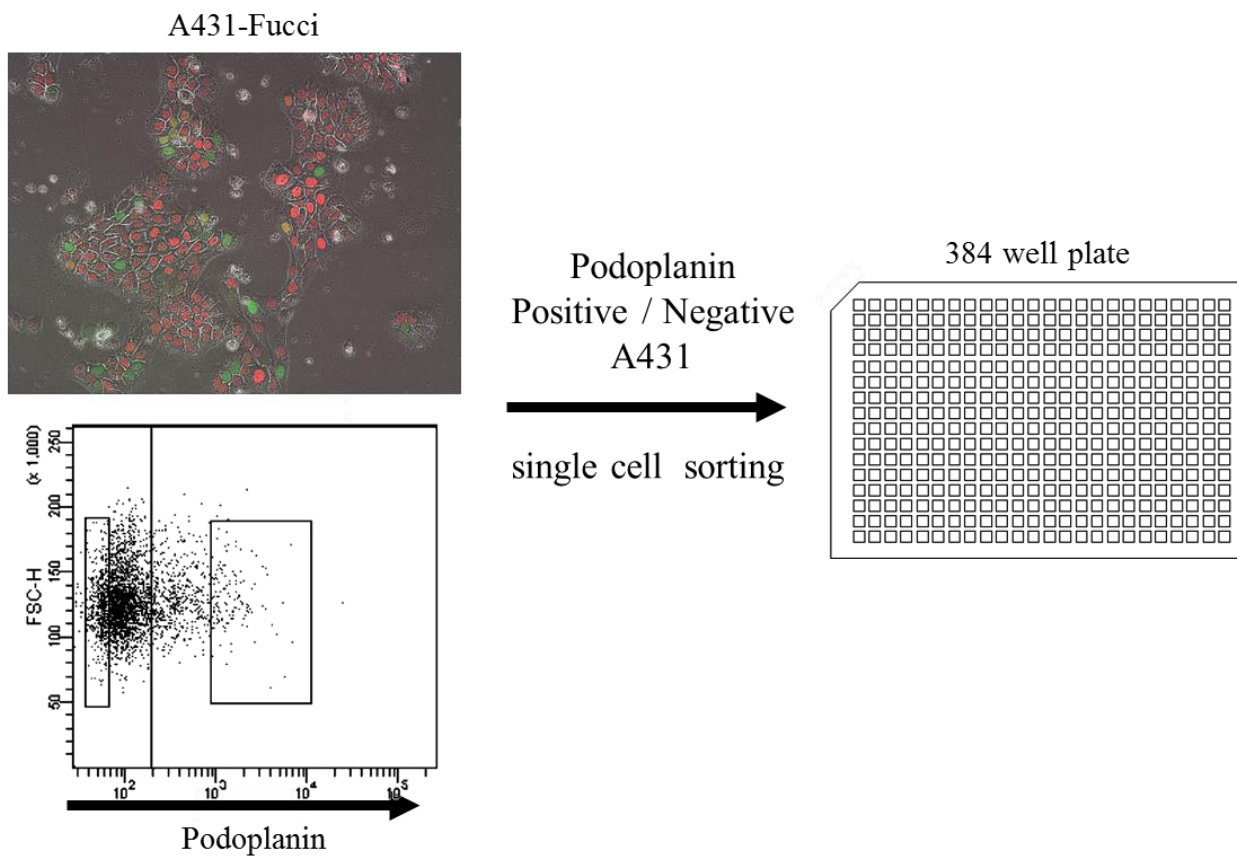 A431-Fucci
(x 1,000)
250
200
150
100
50
FSC-H
10² 10³ 10⁴ 10⁵
Podoplanin
Podoplanin
Positive / Negative
A431
single cell sorting
384 well plate